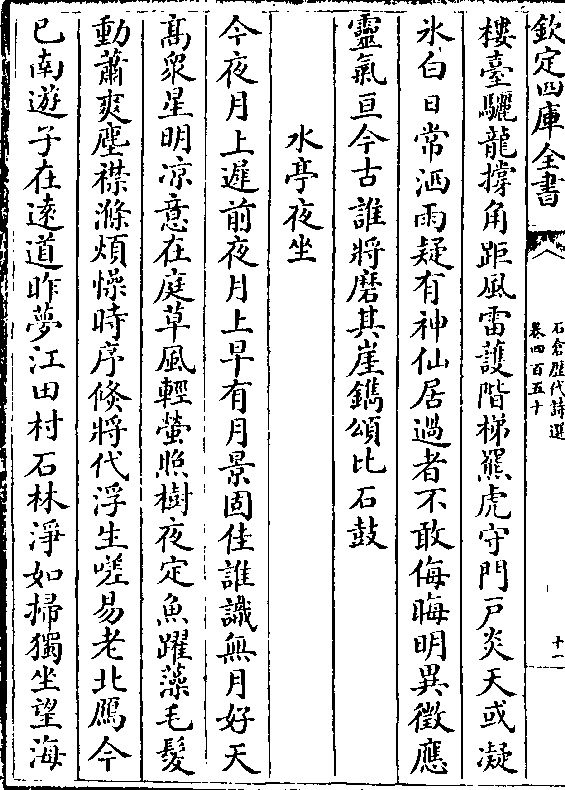 欽定四庫全書
石倉歷代詩選
卷四百五十
十一
樓臺驪龍撐角距風雷護階梯羆虎守門戶炎天或凝
氷白日常洒雨疑有神仙居過者不敢侮晦明異徵應
靈氣亘今古誰將磨其崖鐫頌比石鼓
水亭夜坐
今夜月上遲前夜月上早有月景固佳誰識無月好天
高衆星明凉意在庭草風輕螢照樹夜定魚躍藻毛髮
動蕭爽塵襟滌煩懆時序倐將代浮生嗟易老北鴈今
已南遊子在遠道昨夢江田村石林淨如掃獨坐望海